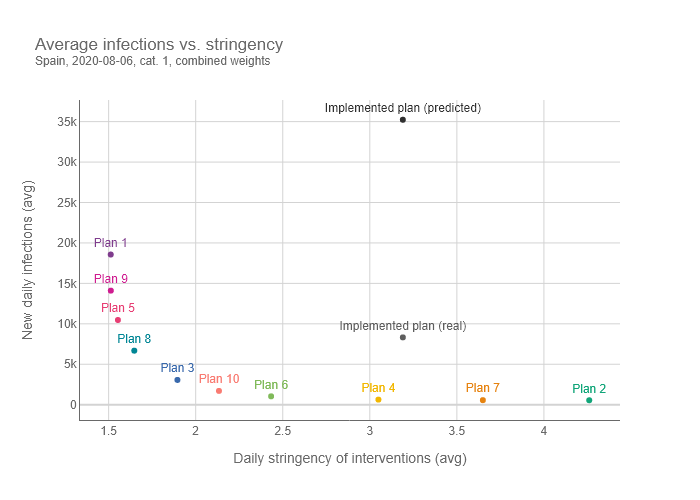 Average infections vs. stringency
Spain, 2020-08-06, cat. 1, combined weights
Implemented plan (predicted)
35k
30k
25k
20k
Plan 1
15k
Plan 9
Plan 5
10k
Implemented plan (real)
Plan 8
5k
Plan 3
Plan 10
Plan 6
Plan 4
Plan 7
Plan 2
0
1.5
2
2.5
3
3.5
4
New daily infections (avg)
Daily stringency of interventions (avg)